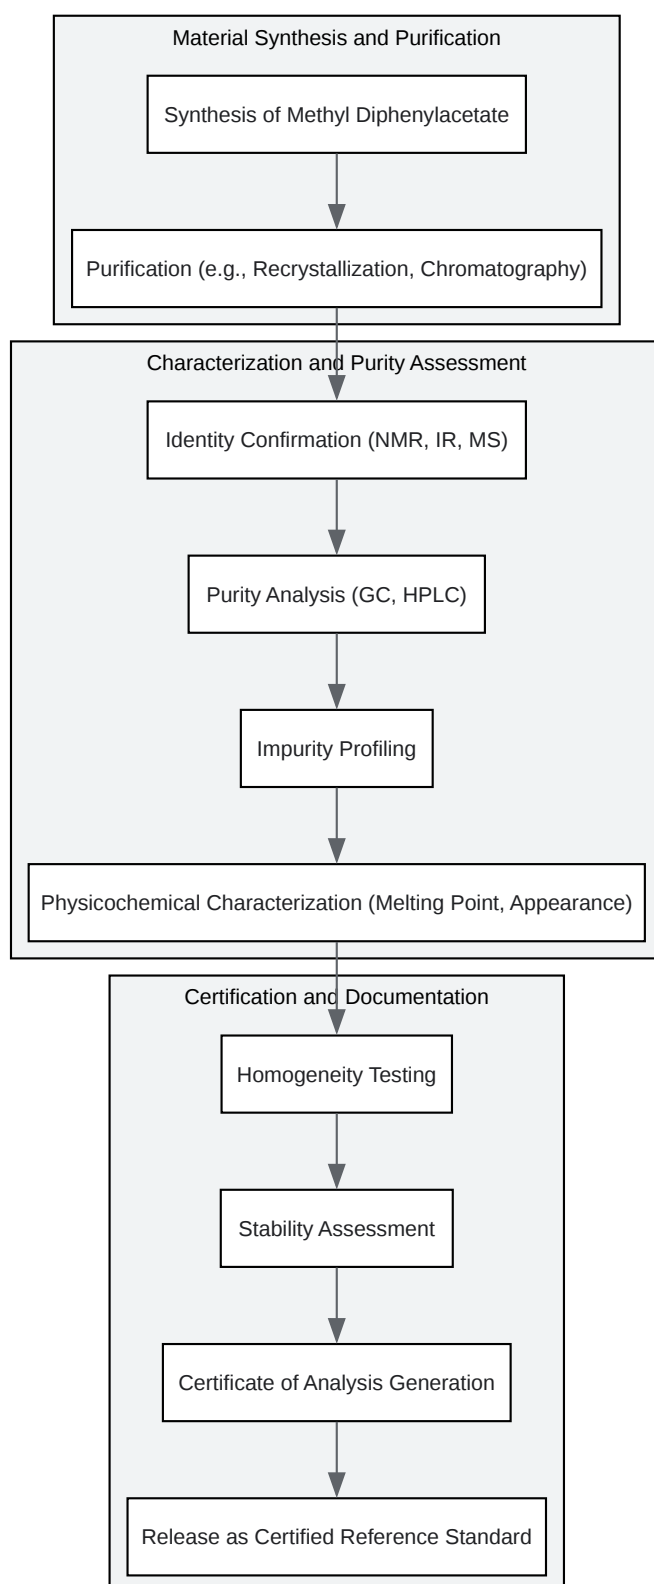 Material Synthesis and Purification
Synthesis of Methyl Diphenylacetate
Purification (e.g., Recrystallization, Chromatography)
Characterization and Purity Assessment
Identity Confirmation (NMR, IR, MS)
Purity Analysis (GC, HPLC)
Impurity Profiling
Physicochemical Characterization (Melting Point, Appearance)
Certification and Documentation
Homogeneity Testing
Stability Assessment
Certificate of Analysis Generation
Release as Certified Reference Standard